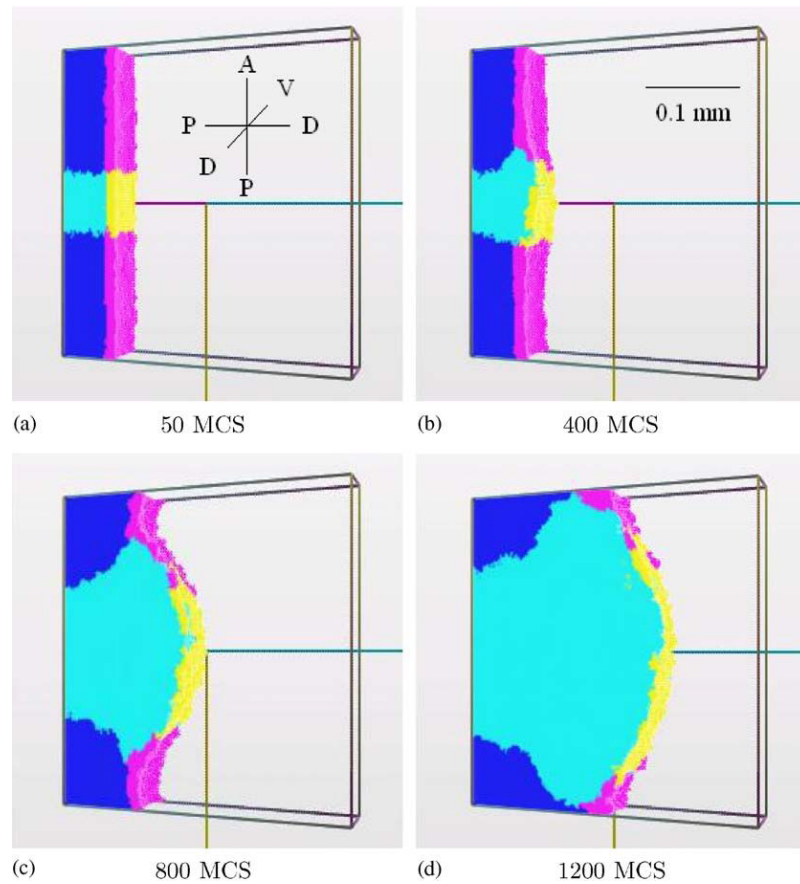 A
V
P D
D
P
0.1 mm
(a) 50 MCS
(b) 400 MCS
(c) 800 MCS
(d) 1200 MCS